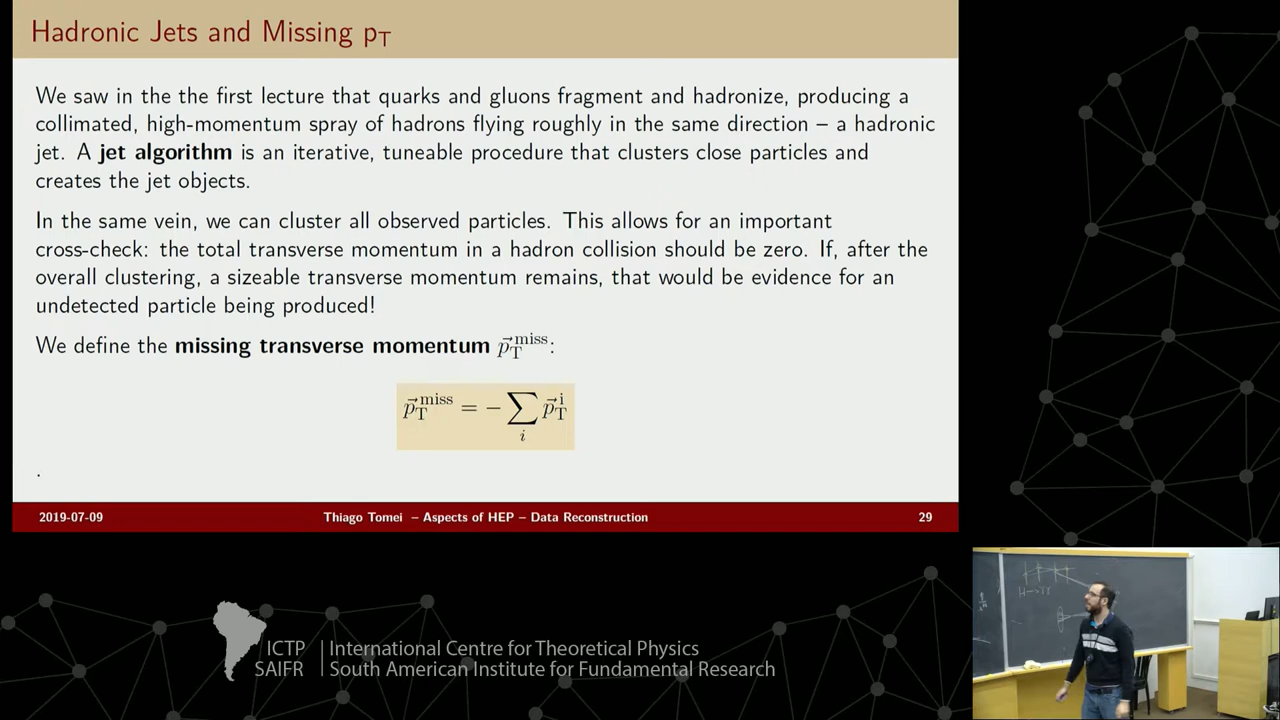 Hadronic Jets and Missing pT
We saw in the the first lecture that quarks and gluons fragment and hadronize, producing a
collimated, high-momentum spray of hadrons flying roughly in the same direction – a hadronic
jet. A jet algorithm is an iterative, tuneable procedure that clusters close particles and
creates the jet objects.
In the same vein, we can cluster all observed particles. This allows for an important
cross-check: the total transverse momentum in a hadron collision should be zero. If, after the
overall clustering, a sizeable transverse momentum remains, that would be evidence for an
undetected particle being produced!
We define the missing transverse momentum p⃗_T^miss:
p⃗_T^miss = − ∑_i p⃗_T^i
.
2019-07-09 Thiago Tomei – Aspects of HEP – Data Reconstruction 29
ICTP International Centre for Theoretical Physics
SAIFR South American Institute for Fundamental Research